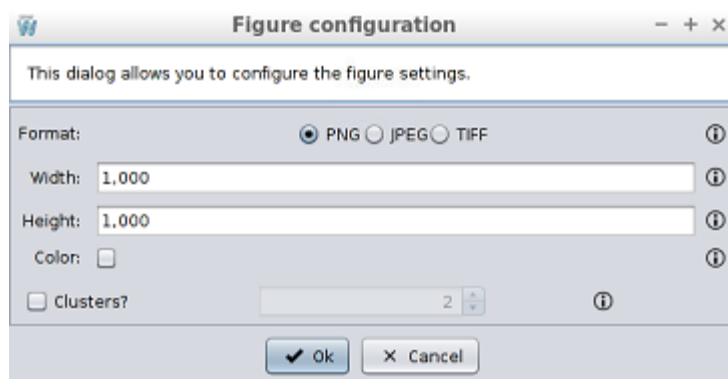 Figure configuration
This dialog allows you to configure the figure settings.
Format: PNG JPEG TIFF
Width: 1,000
Height: 1,000
Color:
Clusters? 2
Ok Cancel